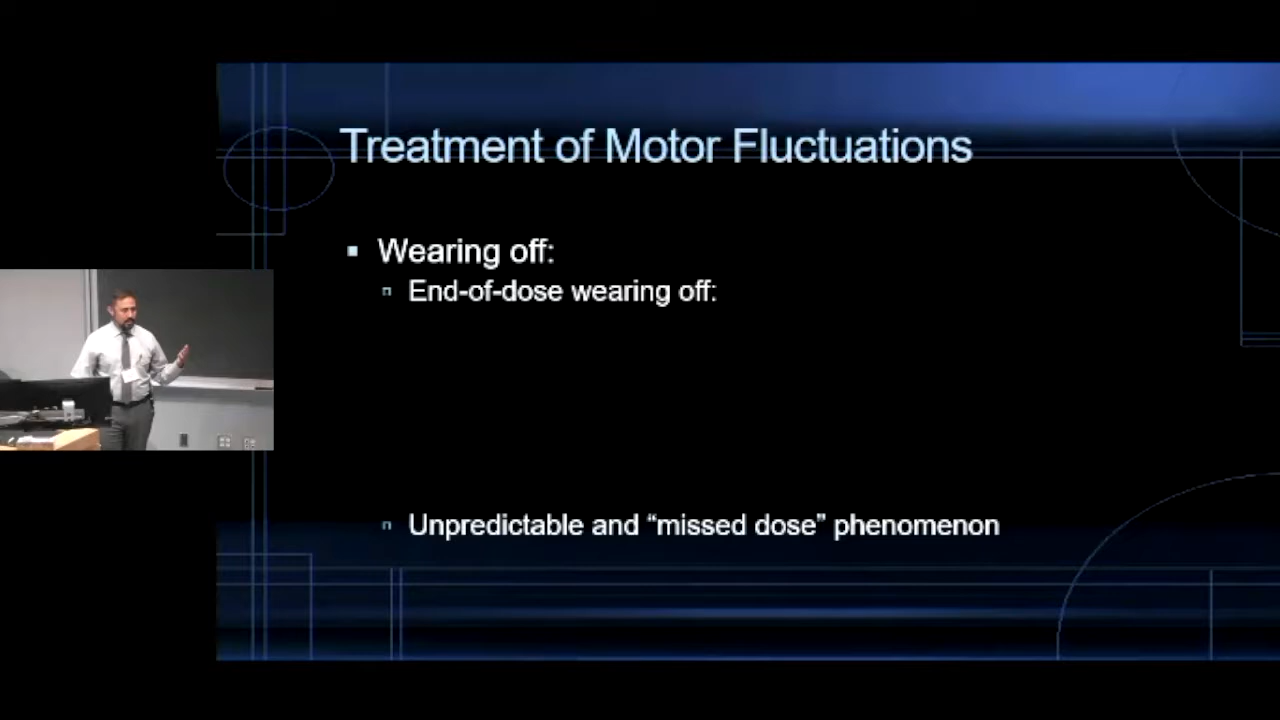 Treatment of Motor Fluctuations
Wearing off:
End-of-dose wearing off:
Unpredictable and “missed dose” phenomenon